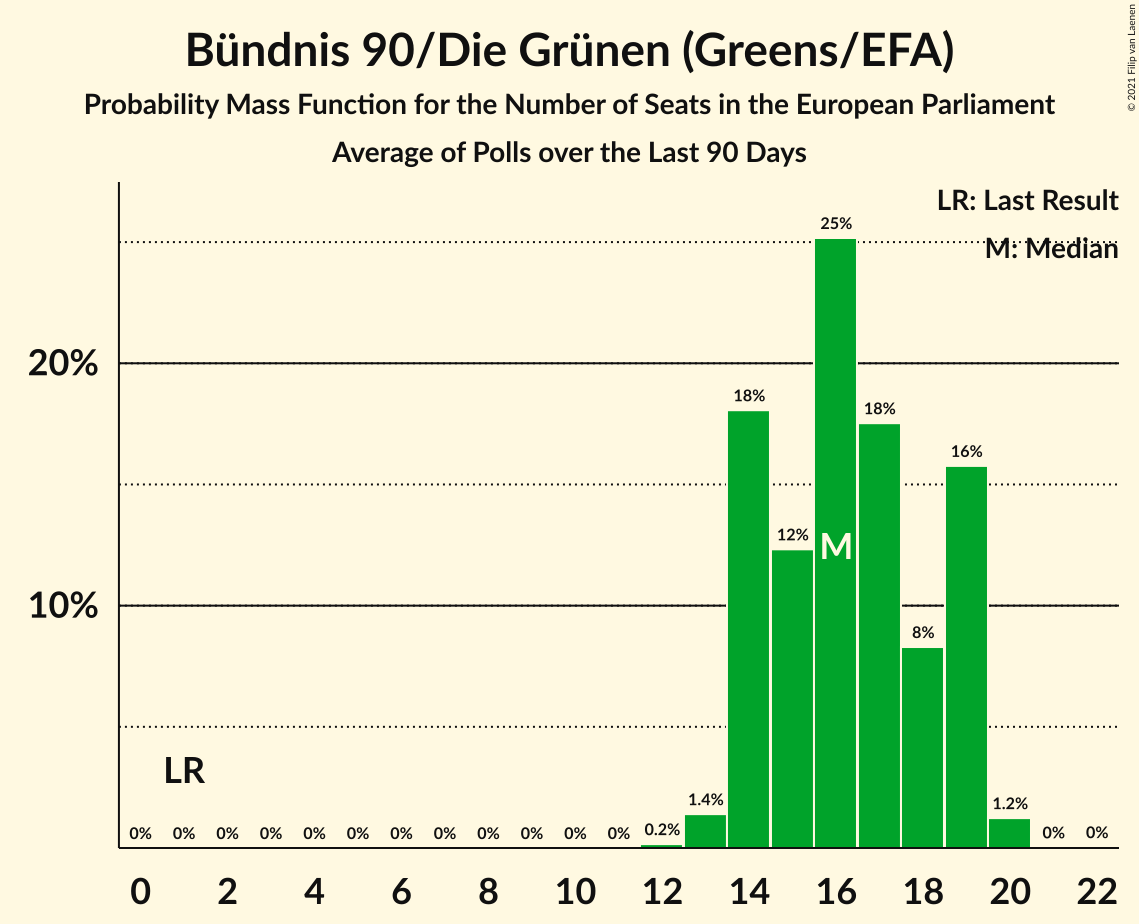 Bündnis 90/Die Grünen (Greens/EFA)
Probability Mass Function for the Number of Seats in the European Parliament
Average of Polls over the Last 90 Days
© 2021 Filip van Laenen
LR: Last Result
M: Median
25%
20%
18%
18%
16%
12%
M
10%
8%
LR
1.4%
1.2%
0% 0% 0% 0% 0% 0% 0% 0% 0% 0% 0% 0% 0.2% 0% 0%
0 2 4 6 8 10 12 14 16 18 20 22